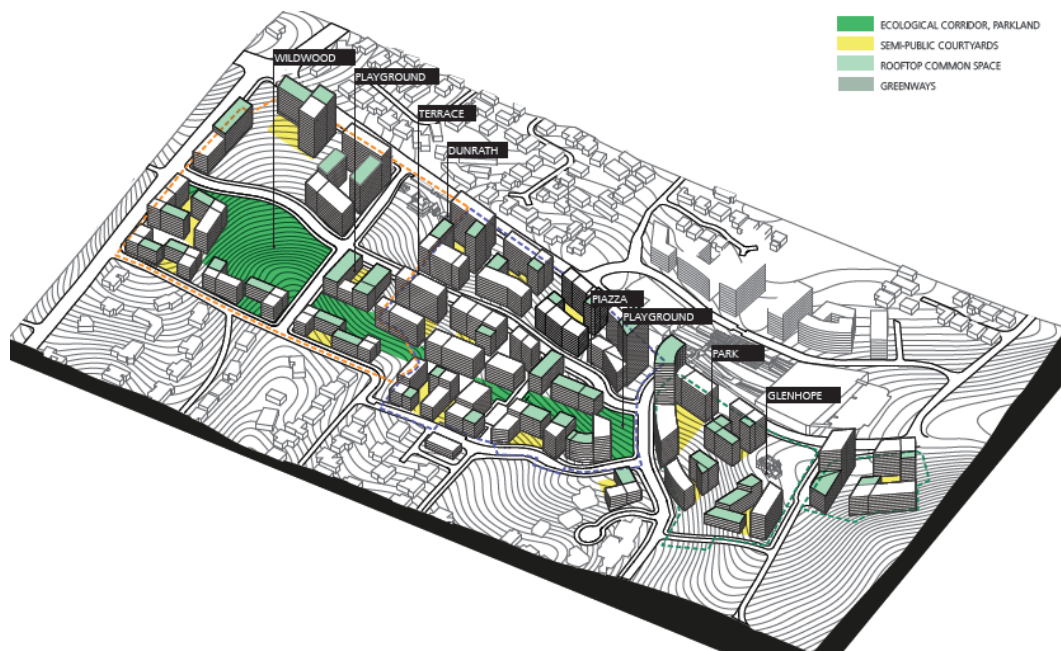 ECOLOGICAL CORRIDOR, PARKLAND
SEMI-PUBLIC COURTYARDS
ROOFTOP COMMON SPACE
GREENWAYS
WILDWOOD
PLAYGROUND
TERRACE
DUNRATH
PIAZZA
PLAYGROUND
PARK
GLENHOPE